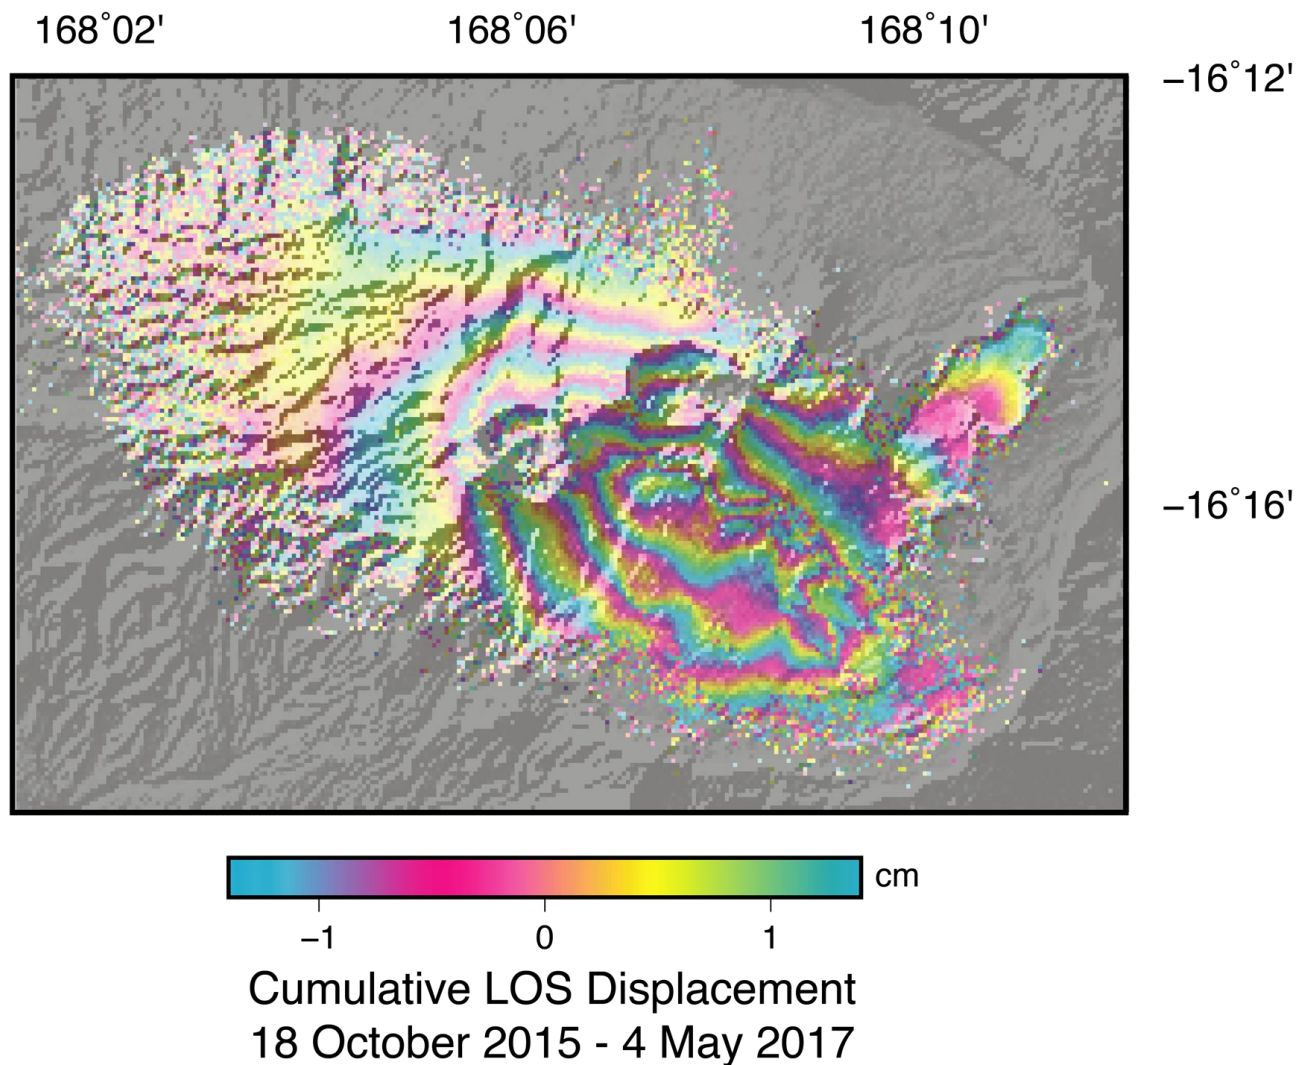 168˚02' 168˚06' 168˚10'
−16˚12'
−16˚16'
cm
−1 0 1
Cumulative LOS Displacement
18 October 2015 - 4 May 2017